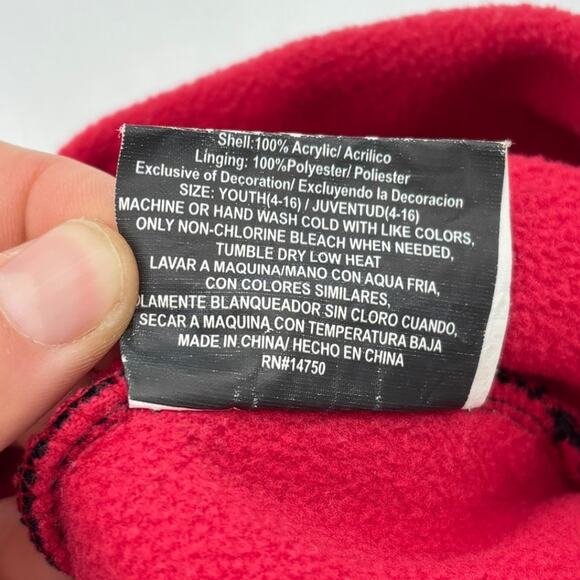 Shell:100% Acrylic/ Acrilico
Linging: 100%Polyester/ Poliester
Exclusive of Decoration/ Excluyendo la Decoracion
SIZE: YOUTH(4-16) / JUVENTUD(4-16)
MACHINE OR HAND WASH COLD WITH LIKE COLORS,
ONLY NON-CHLORINE BLEACH WHEN NEEDED,
TUMBLE DRY LOW HEAT
LAVAR A MAQUINA/MANO CON AQUA FRIA,
CON COLORES SIMILARES,
OLAMENTE BLANQUEADOR SIN CLORO CUANDO,
SECAR A MAQUINA CON TEMPERATURA BAJA
MADE IN CHINA/ HECHO EN CHINA
RN#14750